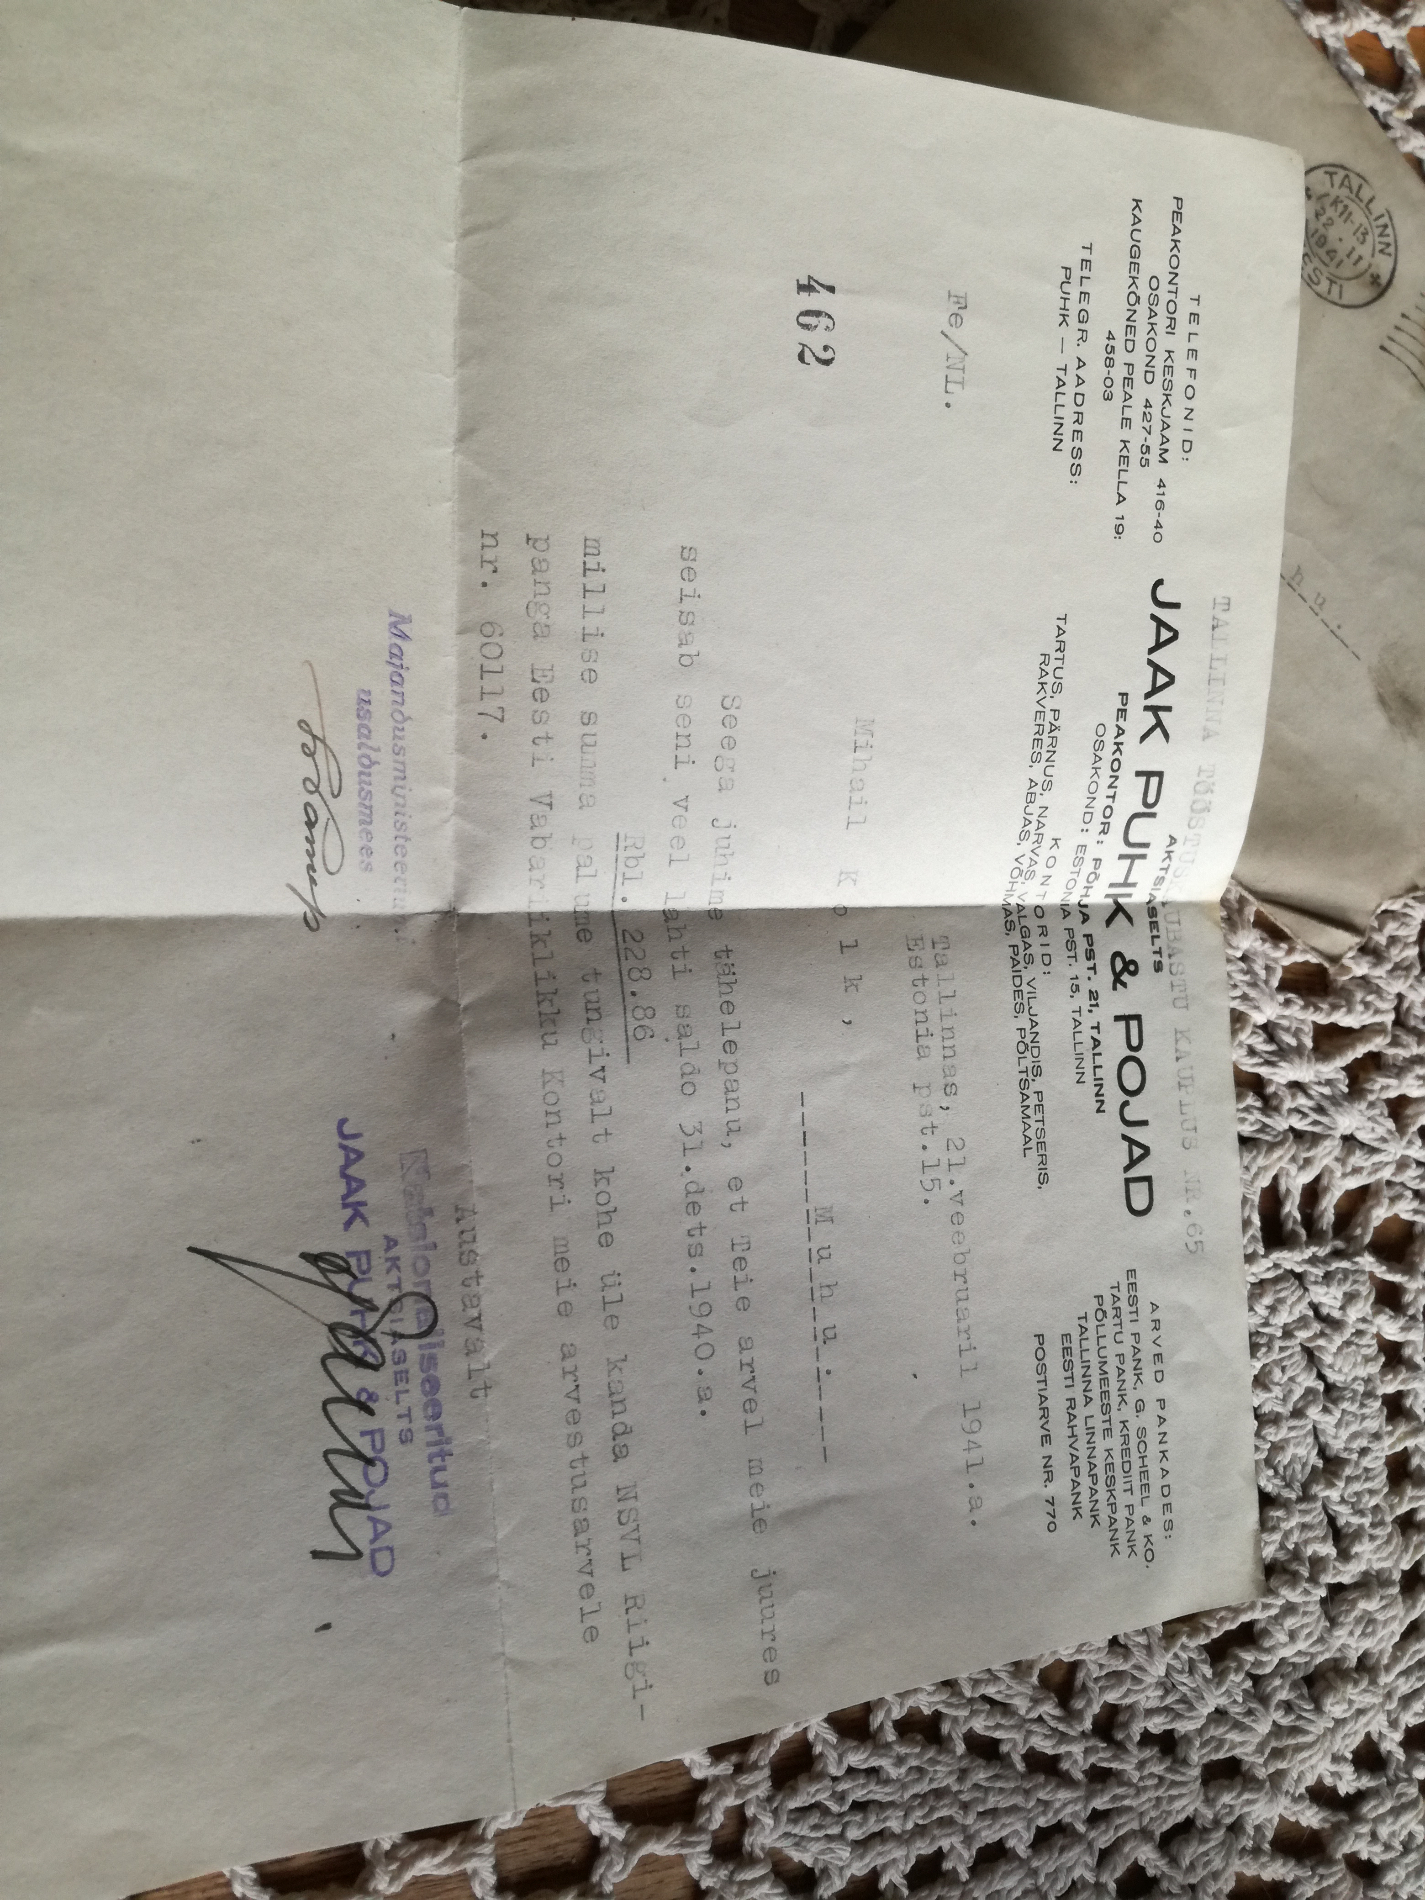 TALLINN
22.II
1941
EESTI
hu.
TALLINNA TÖÖSTUSKAUBASTU KAUPLUS NR.65
TELEFONID:
PEAKONTORI KESKJAAM 416-40
OSAKOND 427-55
KAUGEKÕNED PEALE KELLA 19:
458-03
TELEGR. AADRESS:
PUHK — TALLINN
AKTSIASELTS
JAAK PUHK & POJAD
PEAKONTOR: PÕHJA PST. 21, TALLINN
OSAKOND: ESTONIA PST. 15, TALLINN
KONTORID:
TARTUS, PÄRNUS, NARVAS, VALGAS, VILJANDIS, PETSERIS,
RAKVERES, ABJAS, VÕHMAS, PAIDES, PÕLTSAMAAL
ARVED PANKADES:
EESTI PANK, G. SCHEEL & KO.
TARTU PANK, KREDIIT PANK
PÕLLUMEESTE KESKPANK
TALLINNA LINNAPANK
EESTI RAHVAPANK
POSTIARVE NR. 770
Fe/NL.
Tallinnas, 21.veebruaril 1941.a.
Estonia pst.15.
462
Mihail Kolk,
Muhu.
Seega juhime tähelepanu, et Teie arvel meie juures
seisab seni veel lahti saldo 31.dets.1940.a.
Rbl. 228.86
millise summa palume tungivalt kohe üle kanda NSVL Riigi-
panga Eesti Vabariikliku Kontori meie arvestusarvele
nr. 60117.
Austavalt
Majandusministeeriumi
usaldusmees
Natsionaliseeritud
AKTSIASELTS
JAAK PUHK & POJAD